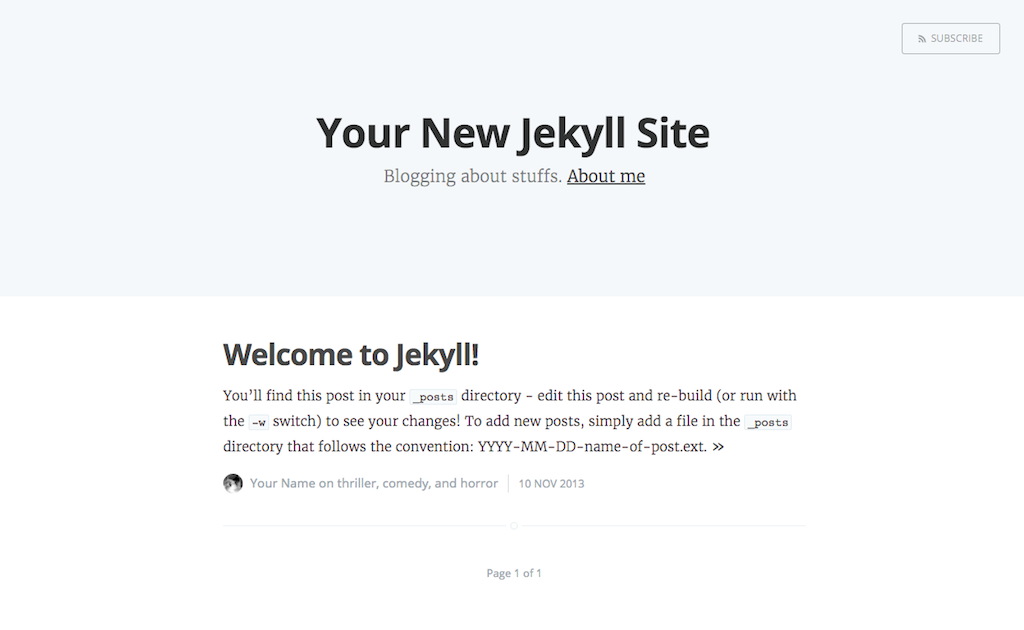 SUBSCRIBE
Your New Jekyll Site
Blogging about stuffs. About me
Welcome to Jekyll!
You’ll find this post in your _posts directory - edit this post and re-build (or run with
the -w switch) to see your changes! To add new posts, simply add a file in the _posts
directory that follows the convention: YYYY-MM-DD-name-of-post.ext. »
Your Name on thriller, comedy, and horror 10 NOV 2013
Page 1 of 1